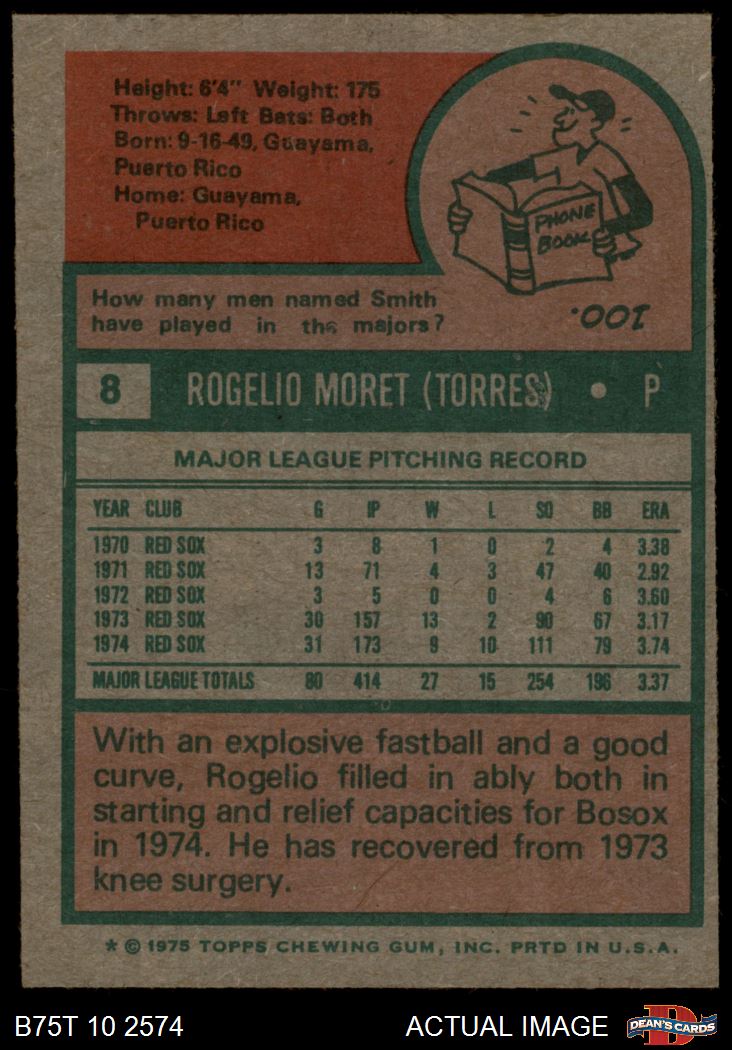 Height: 6'4" Weight: 175
Throws: Left Bats: Both
Born: 9-16-49, Guayama,
Puerto Rico
Home: Guayama,
Puerto Rico
PHONE
BOOK
How many men named Smith
have played in the majors?
100.
8 ROGELIO MORET (TORRES) • P
MAJOR LEAGUE PITCHING RECORD
YEAR CLUB G IP W L SO BB ERA
1970 RED SOX 3 8 1 0 2 4 3.38
1971 RED SOX 13 71 4 3 47 40 2.92
1972 RED SOX 3 5 0 0 4 6 3.60
1973 RED SOX 30 157 13 2 90 67 3.17
1974 RED SOX 31 173 9 10 111 79 3.74
MAJOR LEAGUE TOTALS 80 414 27 15 254 196 3.37
With an explosive fastball and a good
curve, Rogelio filled in ably both in
starting and relief capacities for Bosox
in 1974. He has recovered from 1973
knee surgery.
* © 1975 TOPPS CHEWING GUM, INC. PRTD IN U.S.A.
B75T 10 2574 ACTUAL IMAGE DEAN'S CARDS